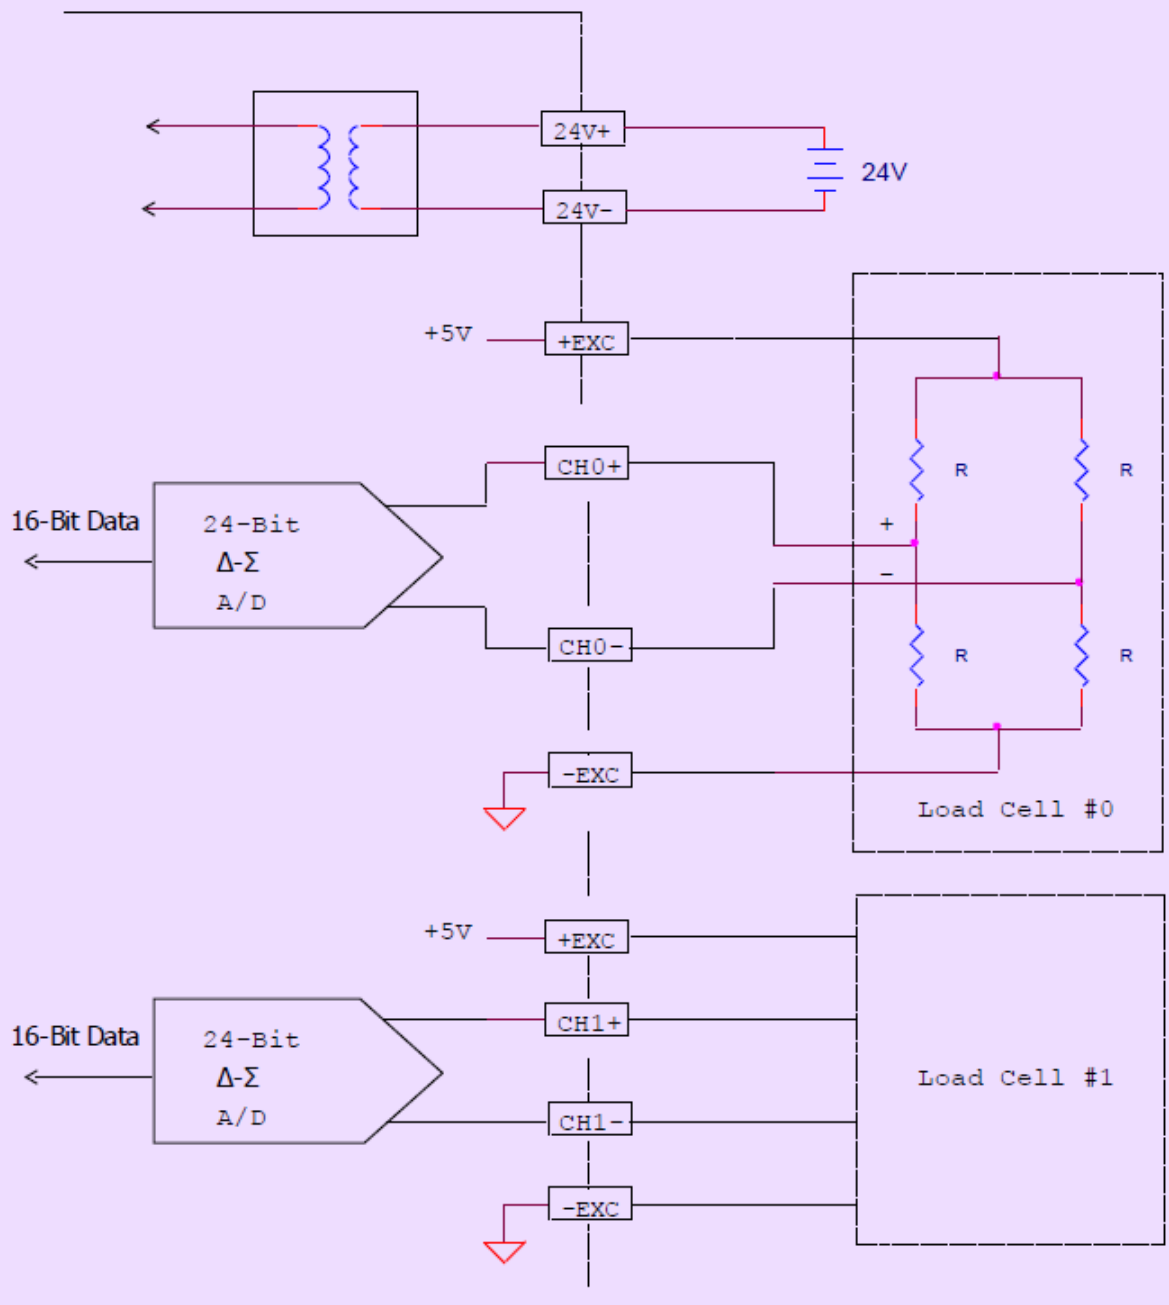 24V+
24V
24V-
+5V
+EXC
CH0+
R
R
16-Bit Data
24-Bit
Δ-Σ
A/D
+
-
CH0-
R
R
-EXC
Load Cell #0
+5V
+EXC
CH1+
16-Bit Data
24-Bit
Δ-Σ
A/D
Load Cell #1
CH1-
-EXC